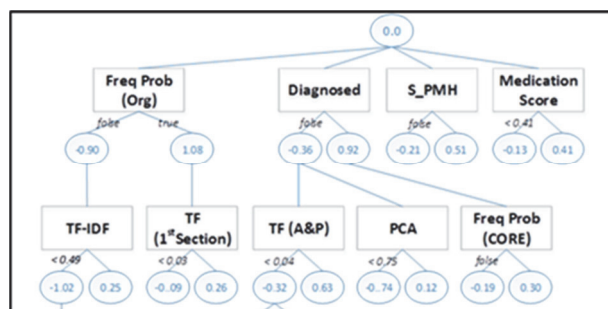 0.0
Freq Prob (Org) Diagnosed S_PMH Medication Score
false true false false < 0.41
-0.90 1.08 -0.36 0.92 -0.21 0.51 -0.13 0.41
TF-IDF TF (1st Section) TF (A&P) PCA Freq Prob (CORE)
< 0.49 < 0.03 < 0.04 < 0.75 false
-1.02 0.25 -0..09 0.26 -0.32 0.63 -0..74 0.12 -0.19 0.30